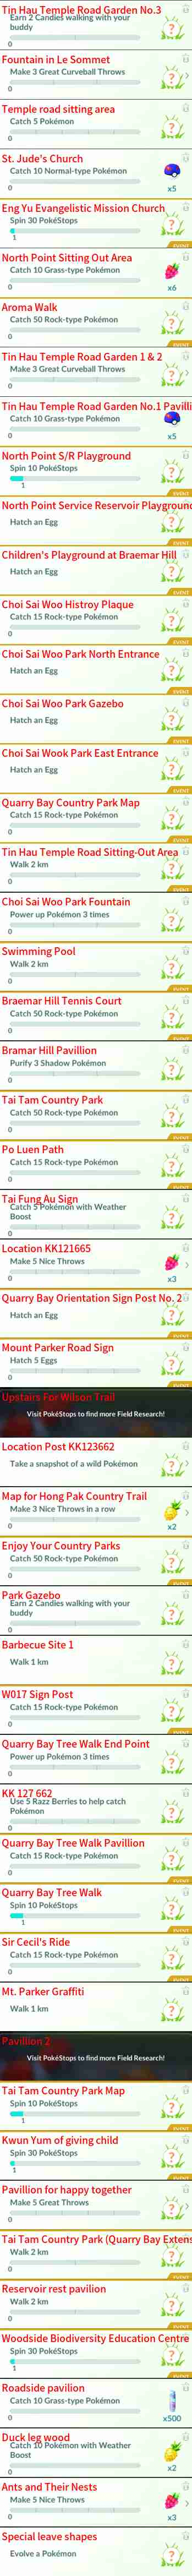 Tin Hau Temple Road Garden No.3
Earn 2 Candies walking with your
buddy
0
Fountain in Le Sommet
Make 3 Great Curveball Throws
0
Temple road sitting area
Catch 5 Pokémon
0
St. Jude's Church
Catch 10 Normal-type Pokémon
0
x5
Eng Yu Evangelistic Mission Church
Spin 30 PokéStops
1
EVENT
North Point Sitting Out Area
Catch 10 Grass-type Pokémon
0
x6
Aroma Walk
Catch 50 Rock-type Pokémon
0
EVENT
Tin Hau Temple Road Garden 1 & 2
Make 3 Great Curveball Throws
0
Tin Hau Temple Road Garden No.1 Pavilli
Catch 10 Grass-type Pokémon
0
x5
North Point S/R Playground
Spin 10 PokéStops
1
EVENT
North Point Service Reservoir Playground
Hatch an Egg
EVENT
Children's Playground at Braemar Hill
Hatch an Egg
EVENT
Choi Sai Woo Histroy Plaque
Catch 15 Rock-type Pokémon
0
EVENT
Choi Sai Woo Park North Entrance
Hatch an Egg
EVENT
Choi Sai Woo Park Gazebo
Hatch an Egg
EVENT
Choi Sai Wook Park East Entrance
Hatch an Egg
EVENT
Quarry Bay Country Park Map
Catch 15 Rock-type Pokémon
0
EVENT
Tin Hau Temple Road Sitting-Out Area
Walk 2 km
0
EVENT
Choi Sai Woo Park Fountain
Power up Pokémon 3 times
0
EVENT
Swimming Pool
Walk 2 km
0
EVENT
Braemar Hill Tennis Court
Catch 50 Rock-type Pokémon
0
EVENT
Bramar Hill Pavillion
Purify 3 Shadow Pokémon
0
Tai Tam Country Park
Catch 50 Rock-type Pokémon
0
EVENT
Po Luen Path
Catch 15 Rock-type Pokémon
0
EVENT
Tai Fung Au Sign
Catch 5 Pokémon with Weather
Boost
0
Location KK121665
Make 5 Nice Throws
0
x3
Quarry Bay Orientation Sign Post No. 2
Hatch an Egg
EVENT
Mount Parker Road Sign
Hatch 5 Eggs
0
EVENT
Upstairs For Wilson Trail
Visit PokéStops to find more Field Research!
Location Post KK123662
Take a snapshot of a wild Pokémon
Map for Hong Pak Country Trail
Make 3 Nice Throws in a row
0
x2
Enjoy Your Country Parks
Catch 50 Rock-type Pokémon
0
EVENT
Park Gazebo
Earn 2 Candies walking with your
buddy
0
Barbecue Site 1
Walk 1 km
W017 Sign Post
Catch 15 Rock-type Pokémon
0
EVENT
Quarry Bay Tree Walk End Point
Power up Pokémon 3 times
0
EVENT
KK 127 662
Use 5 Razz Berries to help catch
Pokémon
0
Quarry Bay Tree Walk Pavillion
Catch 15 Rock-type Pokémon
0
EVENT
Quarry Bay Tree Walk
Spin 10 PokéStops
1
EVENT
Sir Cecil's Ride
Catch 15 Rock-type Pokémon
0
EVENT
Mt. Parker Graffiti
Walk 1 km
Pavilion 2
Visit PokéStops to find more Field Research!
Tai Tam Country Park Map
Spin 10 PokéStops
1
EVENT
Kwun Yum of giving child
Spin 30 PokéStops
1
EVENT
Pavillion for happy together
Make 5 Great Throws
0
Tai Tam Country Park (Quarry Bay Extens
Walk 2 km
0
EVENT
Reservoir rest pavilion
Walk 2 km
0
EVENT
Woodside Biodiversity Education Centre
Spin 30 PokéStops
1
EVENT
Roadside pavilion
Catch 10 Grass-type Pokémon
0
x500
Duck leg wood
Catch 10 Pokémon with Weather
Boost
0
x2
Ants and Their Nests
Make 5 Nice Throws
0
x3
Special leave shapes
Evolve a Pokémon